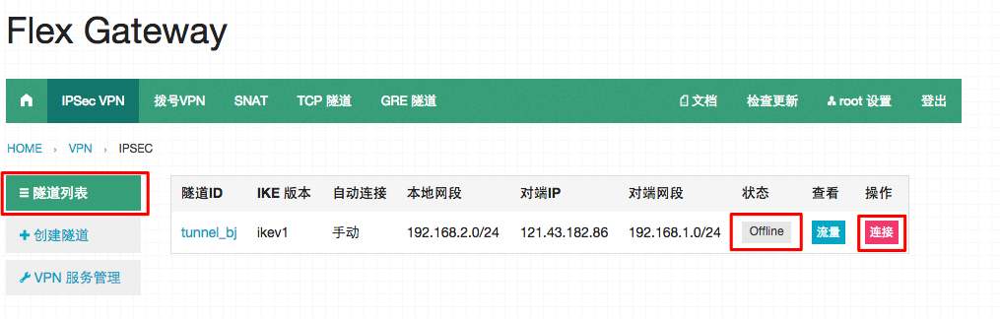 Flex Gateway
IPSec VPN 拨号VPN SNAT TCP 隧道 GRE 隧道 文档 检查更新 root 设置 登出
HOME › VPN › IPSEC
隧道列表
创建隧道
VPN 服务管理
隧道ID IKE 版本 自动连接 本地网段 对端IP 对端网段 状态 查看 操作
tunnel_bj ikev1 手动 192.168.2.0/24 121.43.182.86 192.168.1.0/24 Offline 流量 连接